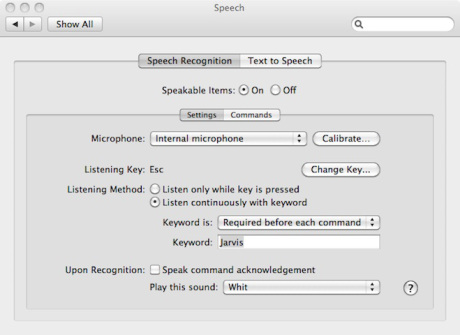 Speech
Show All
Speech Recognition Text to Speech
Speakable Items: On Off
Settings Commands
Microphone: Internal microphone Calibrate...
Listening Key: Esc Change Key...
Listening Method: Listen only while key is pressed
Listen continuously with keyword
Keyword is: Required before each command
Keyword: Jarvis
Upon Recognition: Speak command acknowledgement
Play this sound: Whit ?